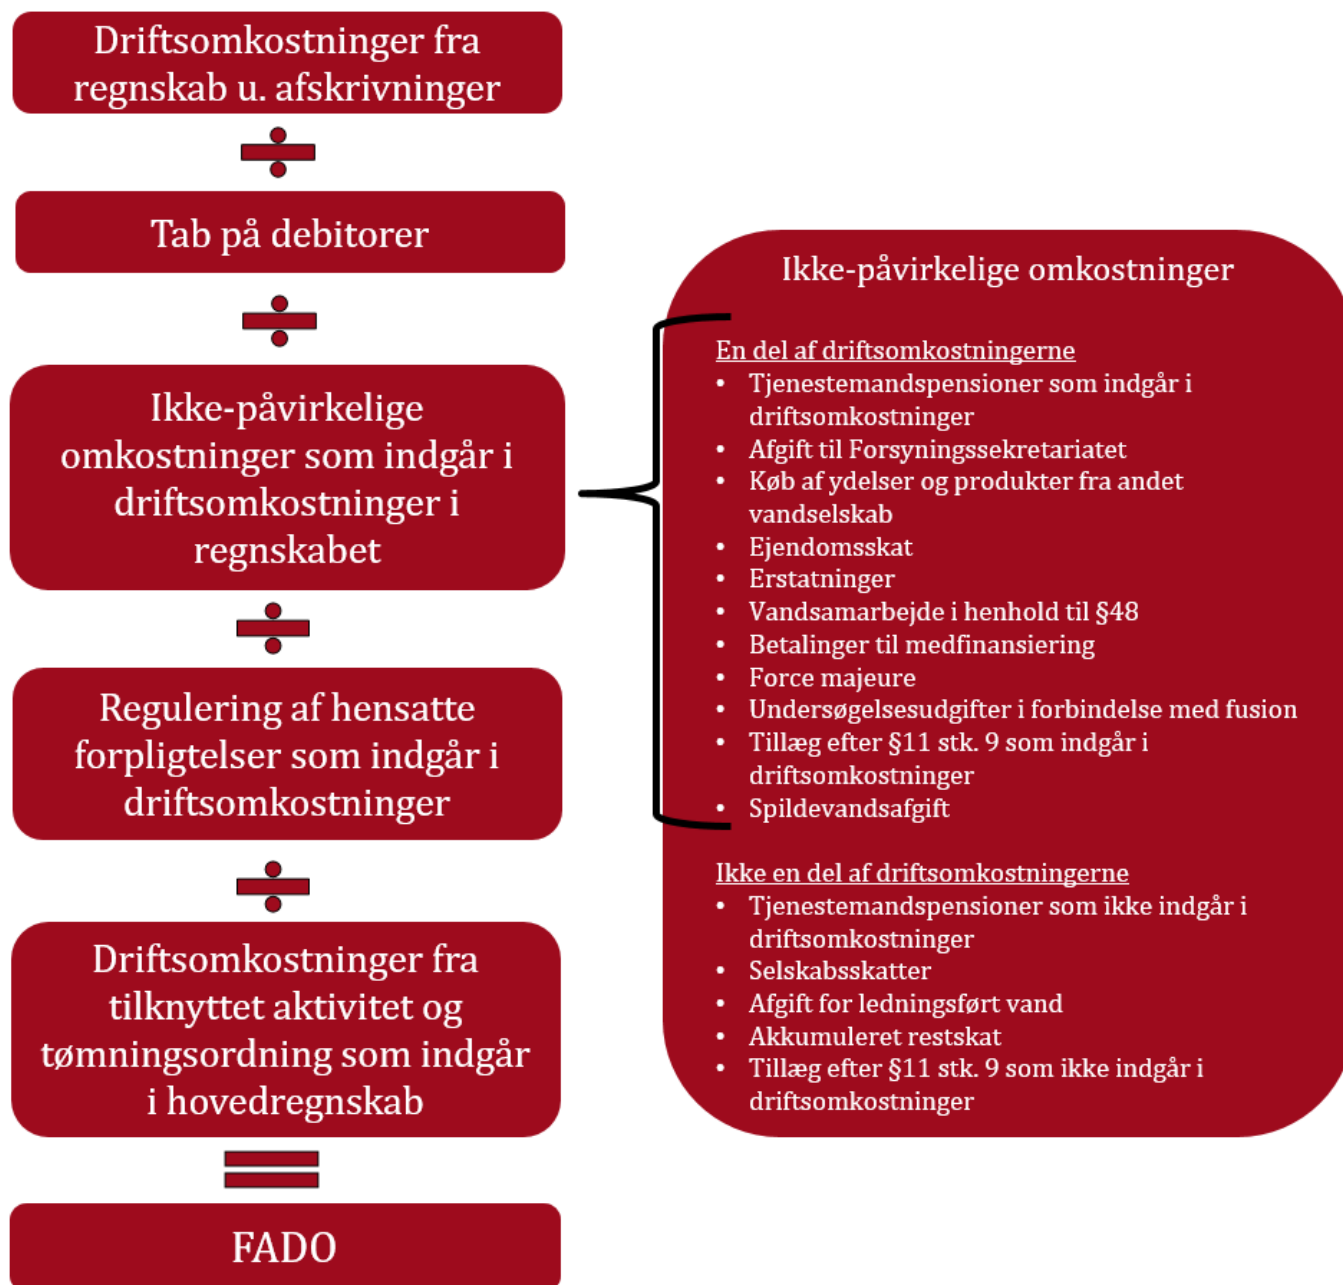 Driftsomkostninger fra
regnskab u. afskrivninger
Tab på debitorer
Ikke-påvirkelige
omkostninger som indgår i
driftsomkostninger i
regnskabet
Regulering af hensatte
forpligtelser som indgår i
driftsomkostninger
Driftsomkostninger fra
tilknyttet aktivitet og
tømningsordning som indgår
i hovedregnskab
FADO
Ikke-påvirkelige omkostninger
En del af driftsomkostningerne
• Tjenestemandspensioner som indgår i
driftsomkostninger
• Afgift til Forsyningssekretariatet
• Køb af ydelser og produkter fra andet
vandselskab
• Ejendomsskat
• Erstatninger
• Vandsamarbejde i henhold til §48
• Betalinger til medfinansiering
• Force majeure
• Undersøgelsesudgifter i forbindelse med fusion
• Tillæg efter §11 stk. 9 som indgår i
driftsomkostninger
• Spildevandsafgift
Ikke en del af driftsomkostningerne
• Tjenestemandspensioner som ikke indgår i
driftsomkostninger
• Selskabsskatter
• Afgift for ledningsført vand
• Akkumuleret restskat
• Tillæg efter §11 stk. 9 som ikke indgår i
driftsomkostninger